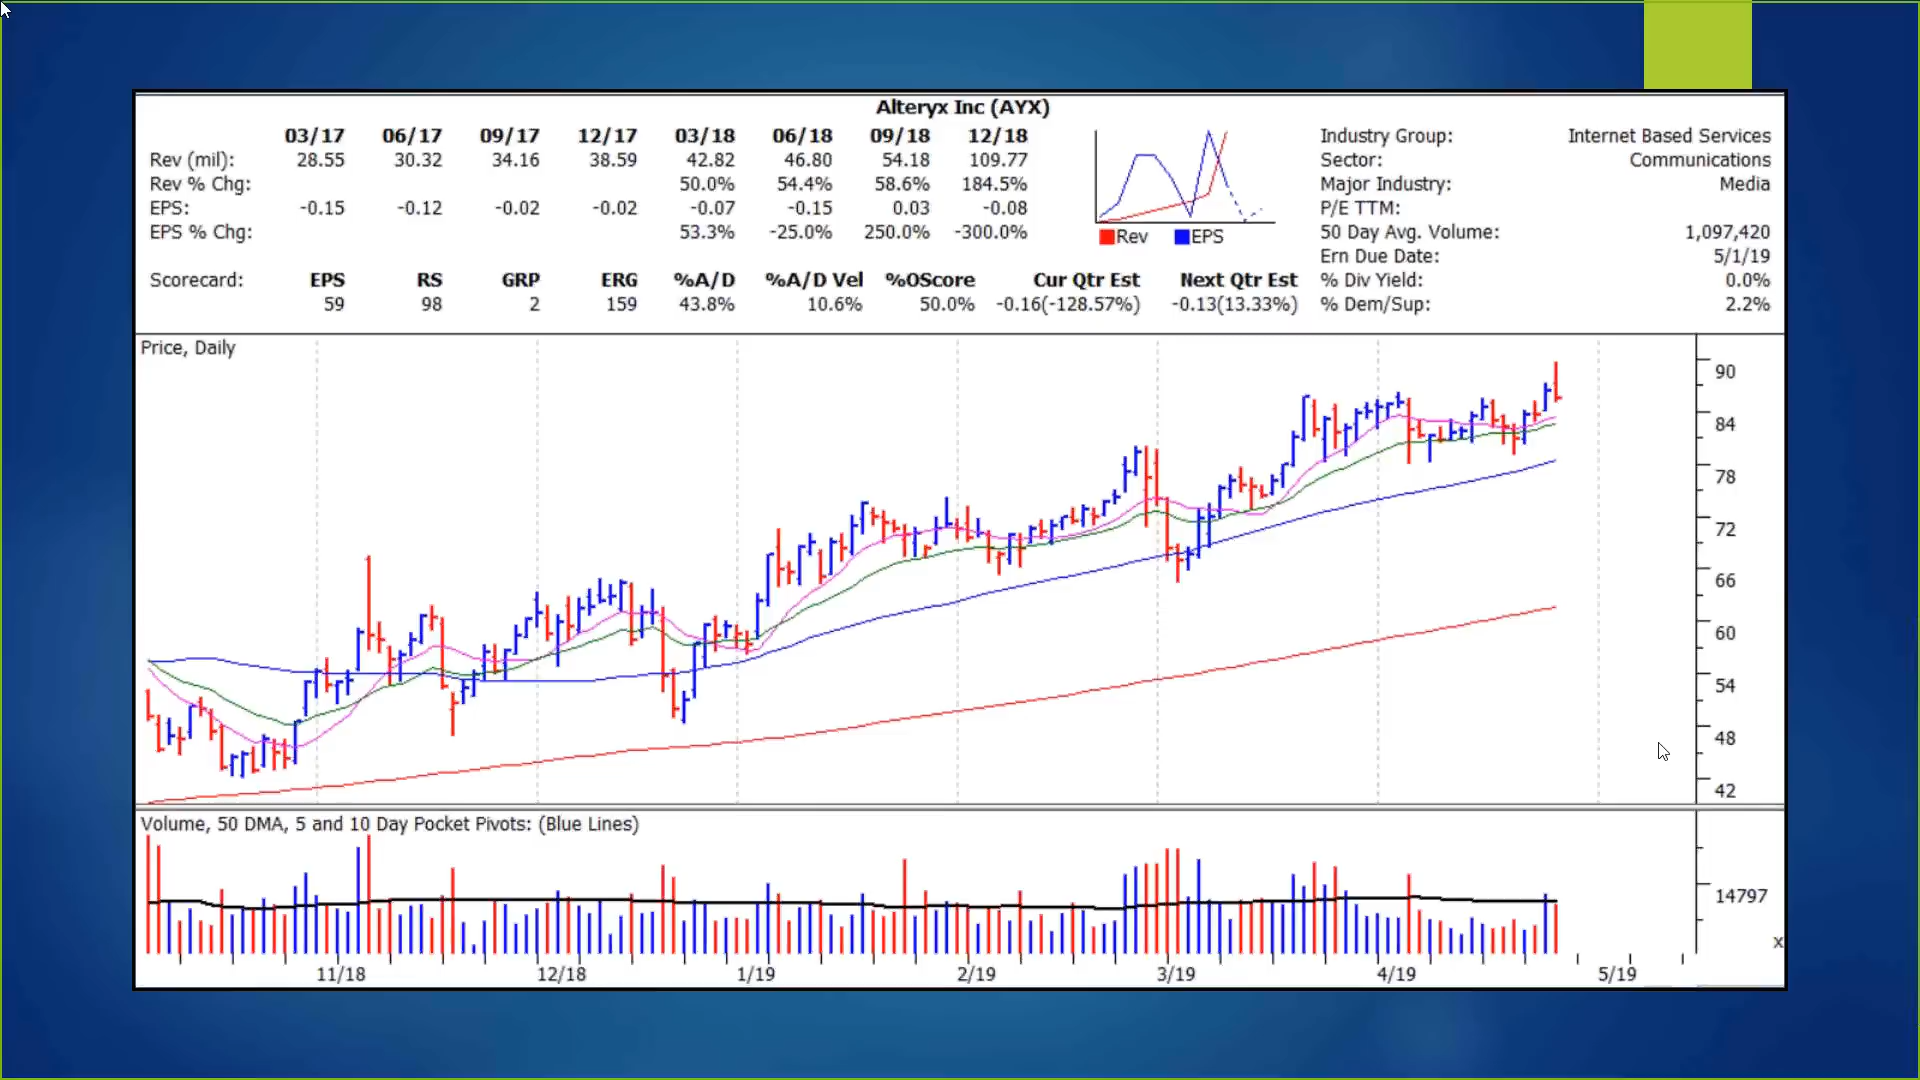 Alteryx Inc (AYX)
03/17 06/17 09/17 12/17 03/18 06/18 09/18 12/18
Rev (mil): 28.55 30.32 34.16 38.59 42.82 46.80 54.18 109.77
Rev % Chg: 50.0% 54.4% 58.6% 184.5%
EPS: -0.15 -0.12 -0.02 -0.02 -0.07 -0.15 0.03 -0.08
EPS % Chg: 53.3% -25.0% 250.0% -300.0%
Rev EPS
Scorecard: EPS RS GRP ERG %A/D %A/D Vel %OScore Cur Qtr Est Next Qtr Est
59 98 2 159 43.8% 10.6% 50.0% -0.16(-128.57%) -0.13(13.33%)
Industry Group: Internet Based Services
Sector: Communications
Major Industry: Media
P/E TTM:
50 Day Avg. Volume: 1,097,420
Ern Due Date: 5/1/19
% Div Yield: 0.0%
% Dem/Sup: 2.2%
Price, Daily
90
84
78
72
66
60
54
48
42
Volume, 50 DMA, 5 and 10 Day Pocket Pivots: (Blue Lines)
14797
x
11/18 12/18 1/19 2/19 3/19 4/19 5/19